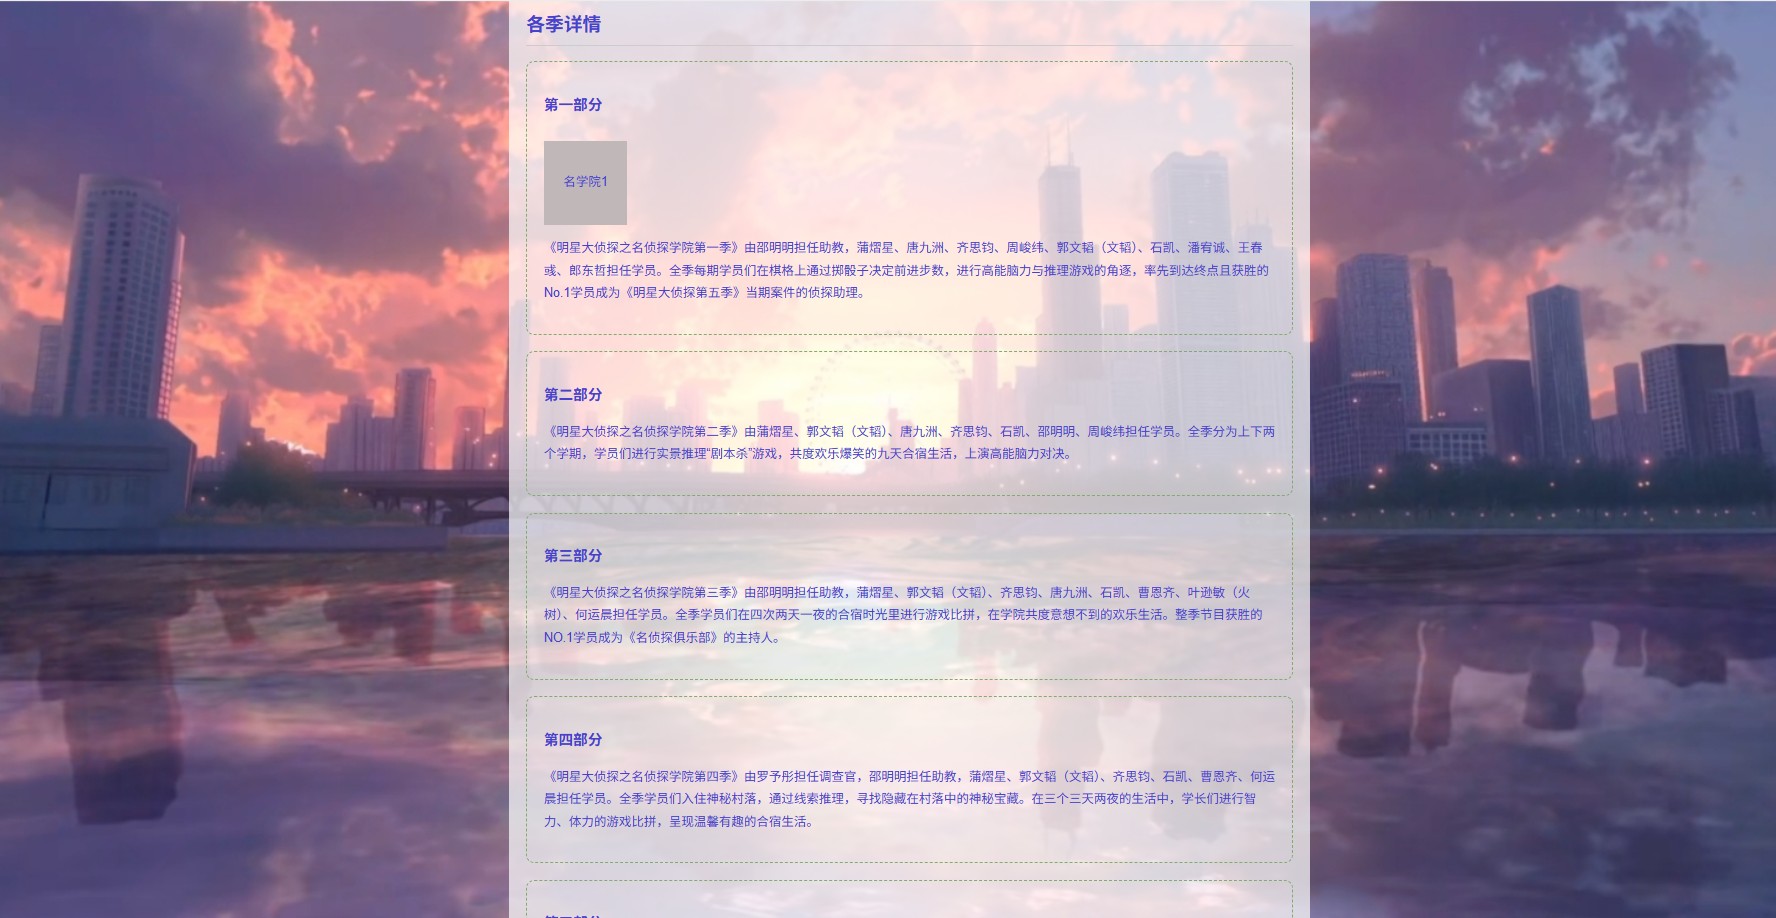 各季详情
第一部分
名学院1
《明星大侦探之名侦探学院第一季》由邵明明担任助教，蒲熠星、唐九洲、齐思钧、周峻纬、郭文韬（文韬）、石凯、潘宥诚、王春
彧、郎东哲担任学员。全季每期学员们在棋格上通过掷骰子决定前进步数，进行高能脑力与推理游戏的角逐，率先到达终点且获胜的
No.1学员成为《明星大侦探第五季》当期案件的侦探助理。
第二部分
《明星大侦探之名侦探学院第二季》由蒲熠星、郭文韬（文韬）、唐九洲、齐思钧、石凯、邵明明、周峻纬担任学员。全季分为上下两
个学期，学员们进行实景推理“剧本杀”游戏，共度欢乐爆笑的九天合宿生活，上演高能脑力对决。
第三部分
《明星大侦探之名侦探学院第三季》由邵明明担任助教，蒲熠星、郭文韬（文韬）、齐思钧、唐九洲、石凯、曹恩齐、叶逊敏（火
树）、何运晨担任学员。全季学员们在四次两天一夜的合宿时光里进行游戏比拼，在学院共度意想不到的欢乐生活。整季节目获胜的
NO.1学员成为《名侦探俱乐部》的主持人。
第四部分
《明星大侦探之名侦探学院第四季》由罗予彤担任调查官，邵明明担任助教，蒲熠星、郭文韬（文韬）、齐思钧、石凯、曹恩齐、何运
晨担任学员。全季学员们入住神秘村落，通过线索推理，寻找隐藏在村落中的神秘宝藏。在三个三天两夜的生活中，学长们进行智
力、体力的游戏比拼，呈现温馨有趣的合宿生活。